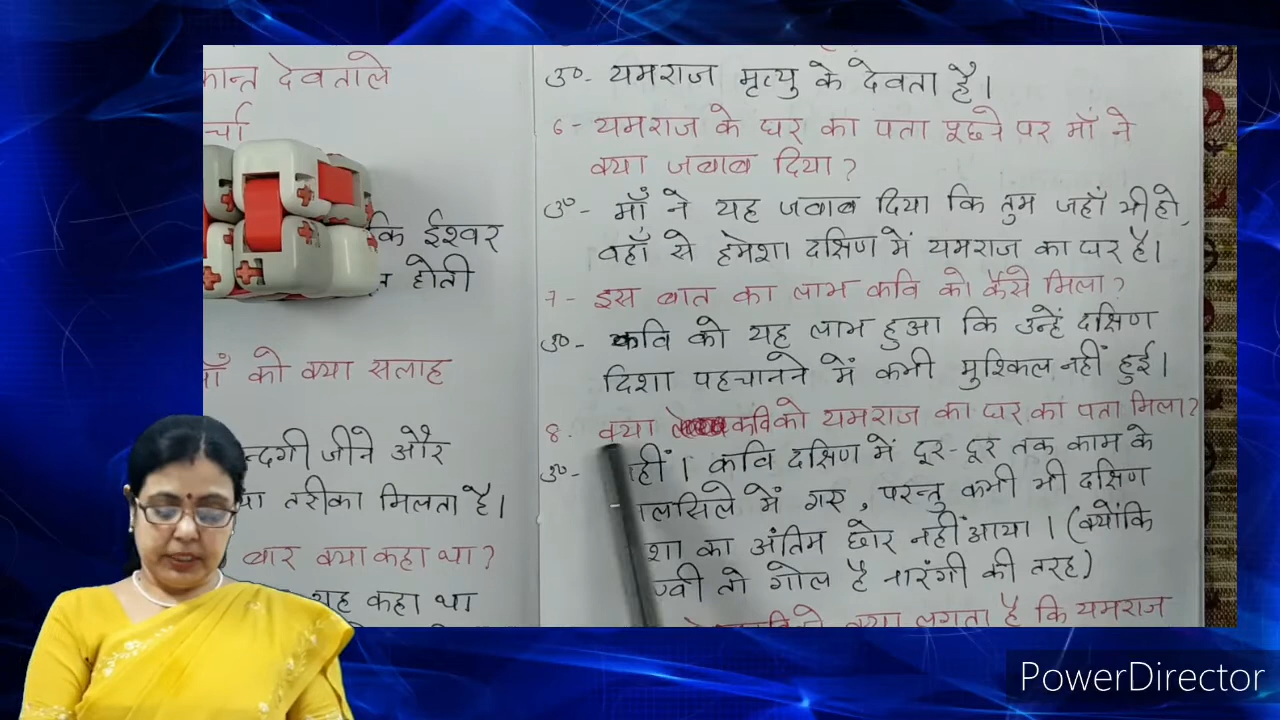 कान्त देवताले
र्चा
कि ईश्वर
होती
माँ को क्या सलाह
न्दगी जीने और
या तरीका मिलता है।
बार क्या कहा था?
यह कहा था
उ०- यमराज मृत्यु के देवता है।
6- यमराज के घर का पता पूछने पर माँ ने
क्या जवाब दिया?
उ०- माँ ने यह जवाब दिया कि तुम जहाँ भी हो,
वहाँ से हमेशा दक्षिण में यमराज का घर है।
7- इस बात का लाभ कवि को कैसे मिला?
उ०- कवि को यह लाभ हुआ कि उन्हें दक्षिण
दिशा पहचानने में कभी मुश्किल नहीं हुई।
8. क्या कवि को यमराज का घर का पता मिला?
उ०- हीं। कवि दक्षिण में दूर-दूर तक काम के
लसिले में गए, परन्तु कभी भी दक्षिण
शा का अंतिम छोर नहीं आया। (क्योंकि
थ्वी तो गोल है नारंगी की तरह)
क्या लगता है कि यमराज
PowerDirector